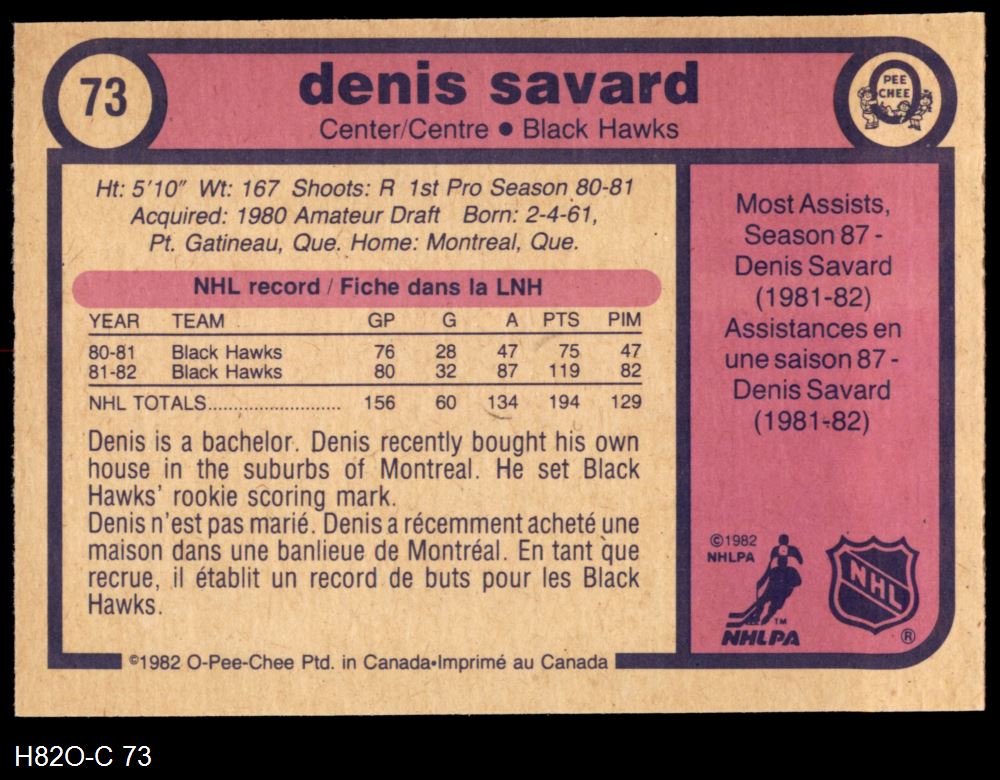 73
denis savard
Center/Centre • Black Hawks
PEE
CHEE
Ht: 5'10" Wt: 167 Shoots: R 1st Pro Season 80-81
Acquired: 1980 Amateur Draft Born: 2-4-61,
Pt. Gatineau, Que. Home: Montreal, Que.
NHL record / Fiche dans la LNH
YEAR TEAM GP G A PTS PIM
80-81 Black Hawks 76 28 47 75 47
81-82 Black Hawks 80 32 87 119 82
NHL TOTALS........................ 156 60 134 194 129
Denis is a bachelor. Denis recently bought his own
house in the suburbs of Montreal. He set Black
Hawks' rookie scoring mark.
Denis n'est pas marié. Denis a récemment acheté une
maison dans une banlieue de Montréal. En tant que
recrue, il établit un record de buts pour les Black
Hawks.
©1982 O-Pee-Chee Ptd. in Canada•Imprimé au Canada
Most Assists,
Season 87 -
Denis Savard
(1981-82)
Assistances en
une saison 87 -
Denis Savard
(1981-82)
©1982
NHLPA
TM
NHLPA
NHL
®
H82O-C 73